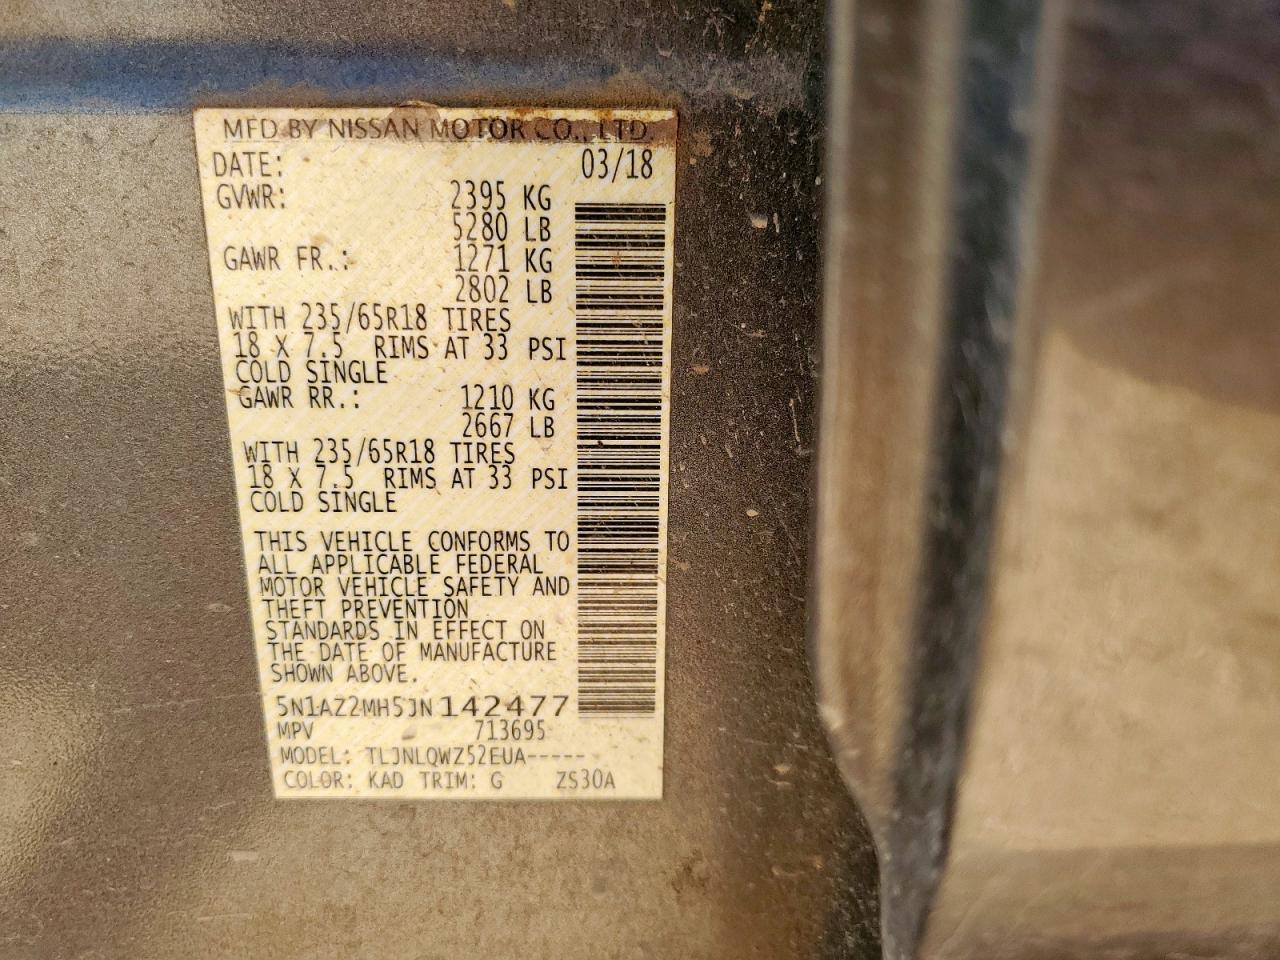 MFD BY NISSAN MOTOR CO., LTD.
DATE: 03/18
GVWR: 2395 KG
5280 LB
GAWR FR.: 1271 KG
2802 LB
WITH 235/65R18 TIRES
18 X 7.5 RIMS AT 33 PSI
COLD SINGLE
GAWR RR.: 1210 KG
2667 LB
WITH 235/65R18 TIRES
18 X 7.5 RIMS AT 33 PSI
COLD SINGLE
THIS VEHICLE CONFORMS TO
ALL APPLICABLE FEDERAL
MOTOR VEHICLE SAFETY AND
THEFT PREVENTION
STANDARDS IN EFFECT ON
THE DATE OF MANUFACTURE
SHOWN ABOVE.
5N1AZ2MH5JN142477
MPV 713695
MODEL: TLJNLQWZ52EUA-----
COLOR: KAD TRIM: G ZS30A